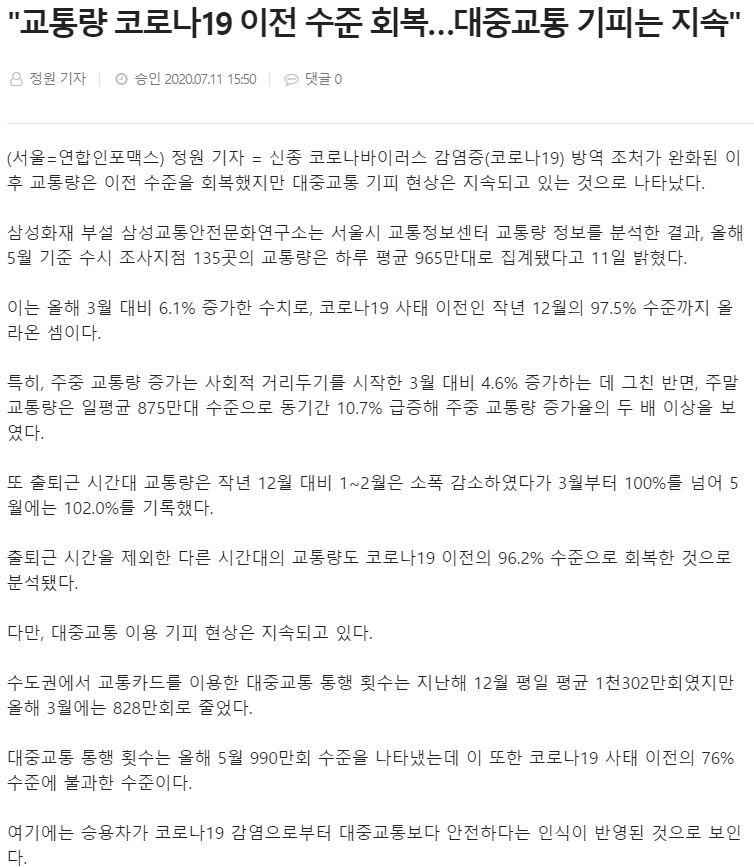 "교통량 코로나19 이전 수준 회복…대중교통 기피는 지속"
정원 기자 | 승인 2020.07.11 15:50 | 댓글 0
(서울=연합인포맥스) 정원 기자 = 신종 코로나바이러스 감염증(코로나19) 방역 조처가 완화된 이
후 교통량은 이전 수준을 회복했지만 대중교통 기피 현상은 지속되고 있는 것으로 나타났다.
삼성화재 부설 삼성교통안전문화연구소는 서울시 교통정보센터 교통량 정보를 분석한 결과, 올해
5월 기준 수시 조사지점 135곳의 교통량은 하루 평균 965만대로 집계됐다고 11일 밝혔다.
이는 올해 3월 대비 6.1% 증가한 수치로, 코로나19 사태 이전인 작년 12월의 97.5% 수준까지 올
라온 셈이다.
특히, 주중 교통량 증가는 사회적 거리두기를 시작한 3월 대비 4.6% 증가하는 데 그친 반면, 주말
교통량은 일평균 875만대 수준으로 동기간 10.7% 급증해 주중 교통량 증가율의 두 배 이상을 보
였다.
또 출퇴근 시간대 교통량은 작년 12월 대비 1~2월은 소폭 감소하였다가 3월부터 100%를 넘어 5
월에는 102.0%를 기록했다.
출퇴근 시간을 제외한 다른 시간대의 교통량도 코로나19 이전의 96.2% 수준으로 회복한 것으로
분석됐다.
다만, 대중교통 이용 기피 현상은 지속되고 있다.
수도권에서 교통카드를 이용한 대중교통 통행 횟수는 지난해 12월 평일 평균 1천302만회였지만
올해 3월에는 828만회로 줄었다.
대중교통 통행 횟수는 올해 5월 990만회 수준을 나타냈는데 이 또한 코로나19 사태 이전의 76%
수준에 불과한 수준이다.
여기에는 승용차가 코로나19 감염으로부터 대중교통보다 안전하다는 인식이 반영된 것으로 보인
다.